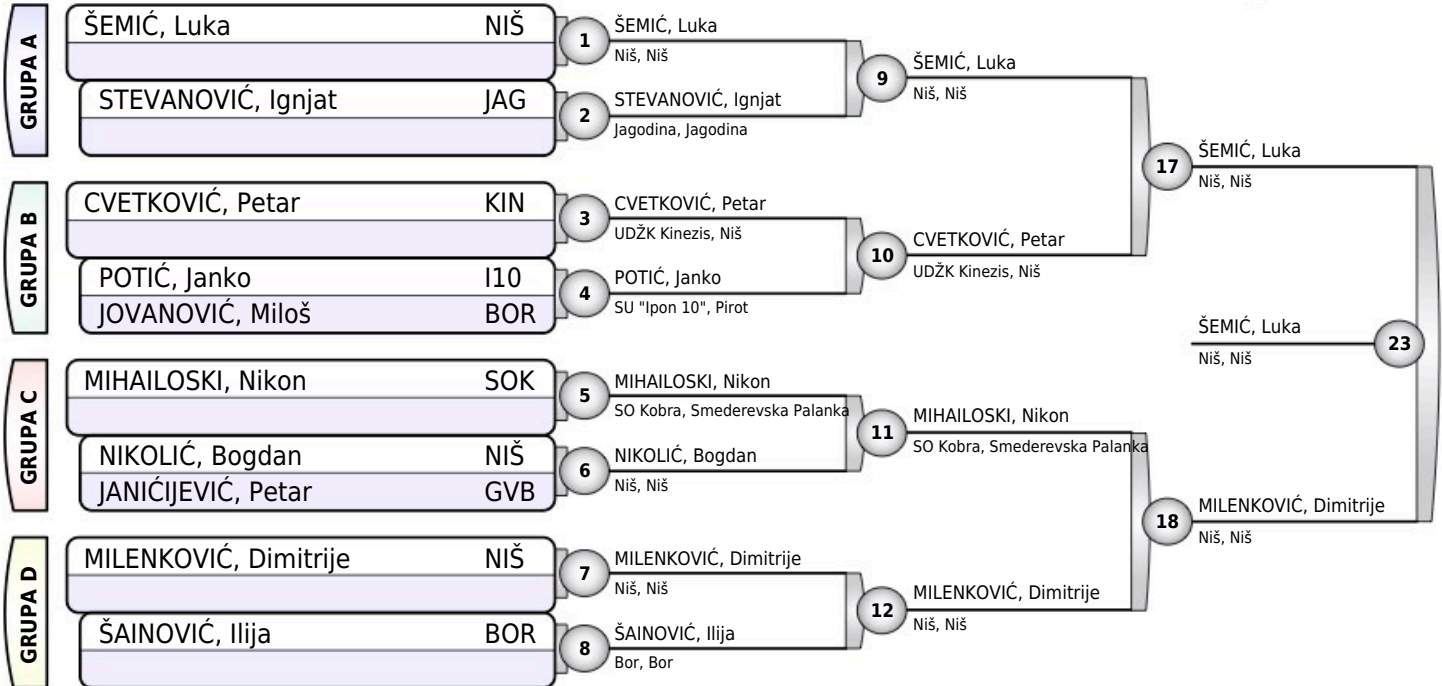 GRUPA A
ŠEMIĆ, Luka NIŠ
STEVANOVIĆ, Ignjat JAG
GRUPA B
CVETKOVIĆ, Petar KIN
POTIĆ, Janko I10
JOVANOVIĆ, Miloš BOR
GRUPA C
MIHAILOSKI, Nikon SOK
NIKOLIĆ, Bogdan NIŠ
JANIĆIJEVIĆ, Petar GVB
GRUPA D
MILENKOVIĆ, Dimitrije NIŠ
ŠAINOVIĆ, Ilija BOR
1
ŠEMIĆ, Luka
Niš, Niš
2
STEVANOVIĆ, Ignjat
Jagodina, Jagodina
3
CVETKOVIĆ, Petar
UDŽK Kinezis, Niš
4
POTIĆ, Janko
SU "Ipon 10", Pirot
5
MIHAILOSKI, Nikon
SO Kobra, Smederevska Palanka
6
NIKOLIĆ, Bogdan
Niš, Niš
7
MILENKOVIĆ, Dimitrije
Niš, Niš
8
ŠAINOVIĆ, Ilija
Bor, Bor
9
ŠEMIĆ, Luka
Niš, Niš
10
CVETKOVIĆ, Petar
UDŽK Kinezis, Niš
11
MIHAILOSKI, Nikon
SO Kobra, Smederevska Palanka
12
MILENKOVIĆ, Dimitrije
Niš, Niš
17
ŠEMIĆ, Luka
Niš, Niš
18
MILENKOVIĆ, Dimitrije
Niš, Niš
ŠEMIĆ, Luka
Niš, Niš
23